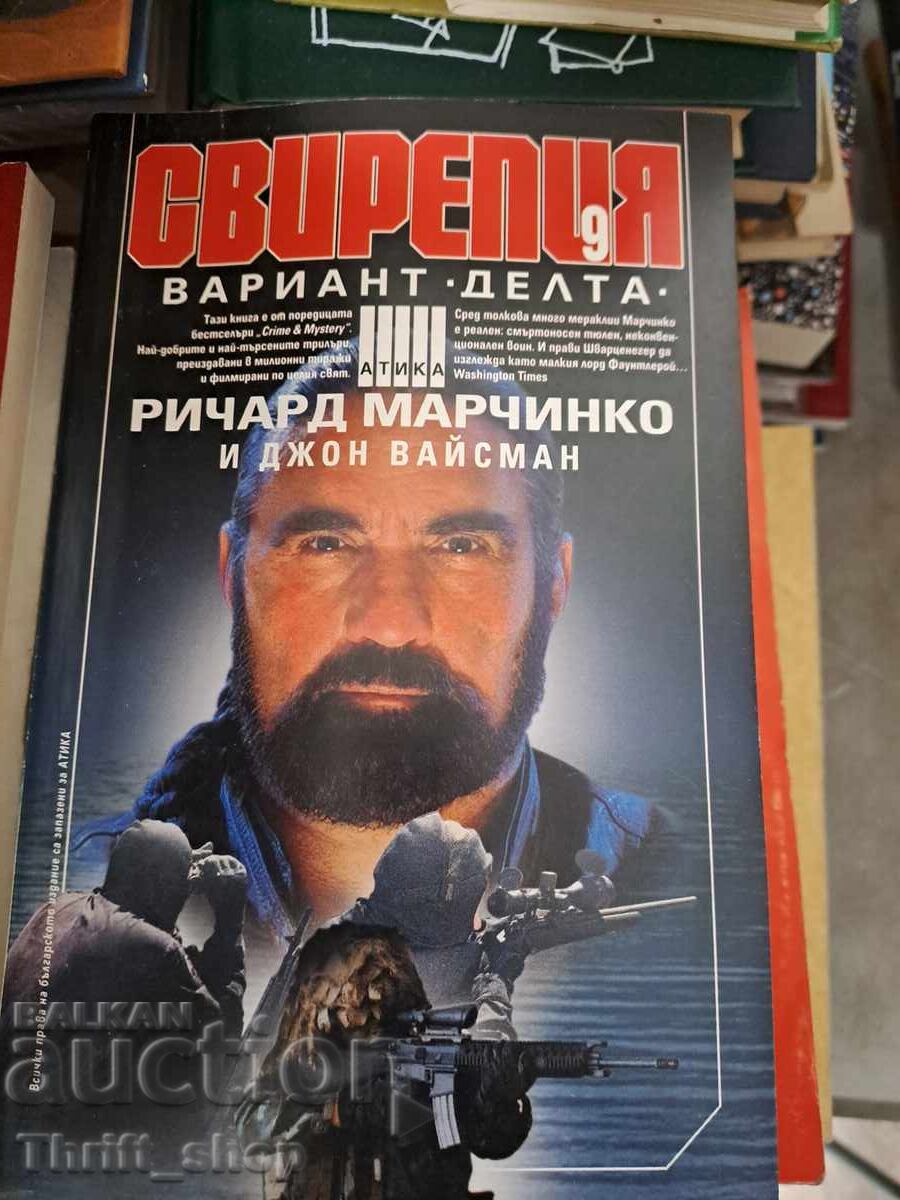 СВИРЕПИЯ
9
ВАРИАНТ ·ДЕЛТА·
Тази книга е от поредицата
бестселъри „Crime & Mystery".
Най-добрите и най-търсените трилъри,
преиздавани в милионни тиражи
и филмирани по целия свят.
АТИКА
Сред толкова много мераклии Марчинко
е реален: смъртоносен тюлен, неконвен-
ционален воин. И прави Шварценегер да
изглежда като малкия лорд Фаунтлерой...
Washington Times
РИЧАРД МАРЧИНКО
И ДЖОН ВАЙСМАН
Всички права на българското издание са запазени за АТИКА
BALKAN
auction
Thrift_shop